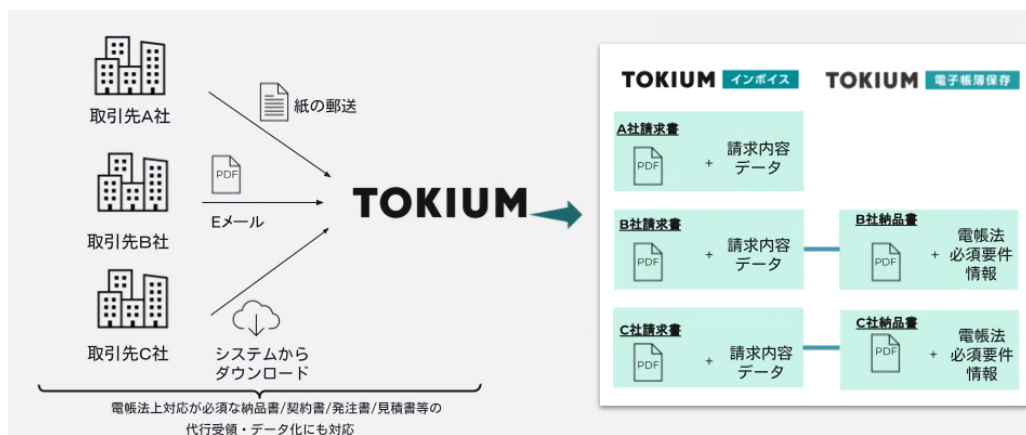 取引先A社
紙の郵送
取引先B社
PDF
Eメール
取引先C社
システムから
ダウンロード
TOKIUM
電帳法上対応が必須な納品書/契約書/発注書/見積書等の
代行受領・データ化にも対応
TOKIUM インボイス
TOKIUM 電子帳簿保存
A社請求書
PDF
+
請求内容
データ
B社請求書
PDF
+
請求内容
データ
B社納品書
PDF
+
電帳法
必須要件
情報
C社請求書
PDF
+
請求内容
データ
C社納品書
PDF
+
電帳法
必須要件
情報